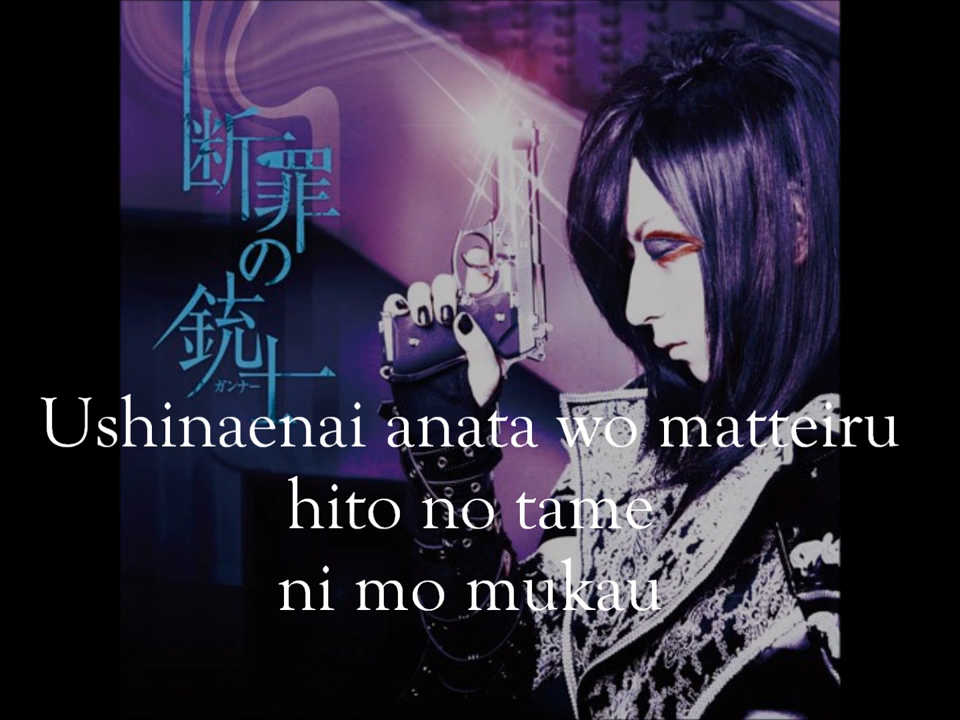 断罪の
銃士
ガンナー
Ushinaenai anata wo matteiru
hito no tame
ni mo mukau